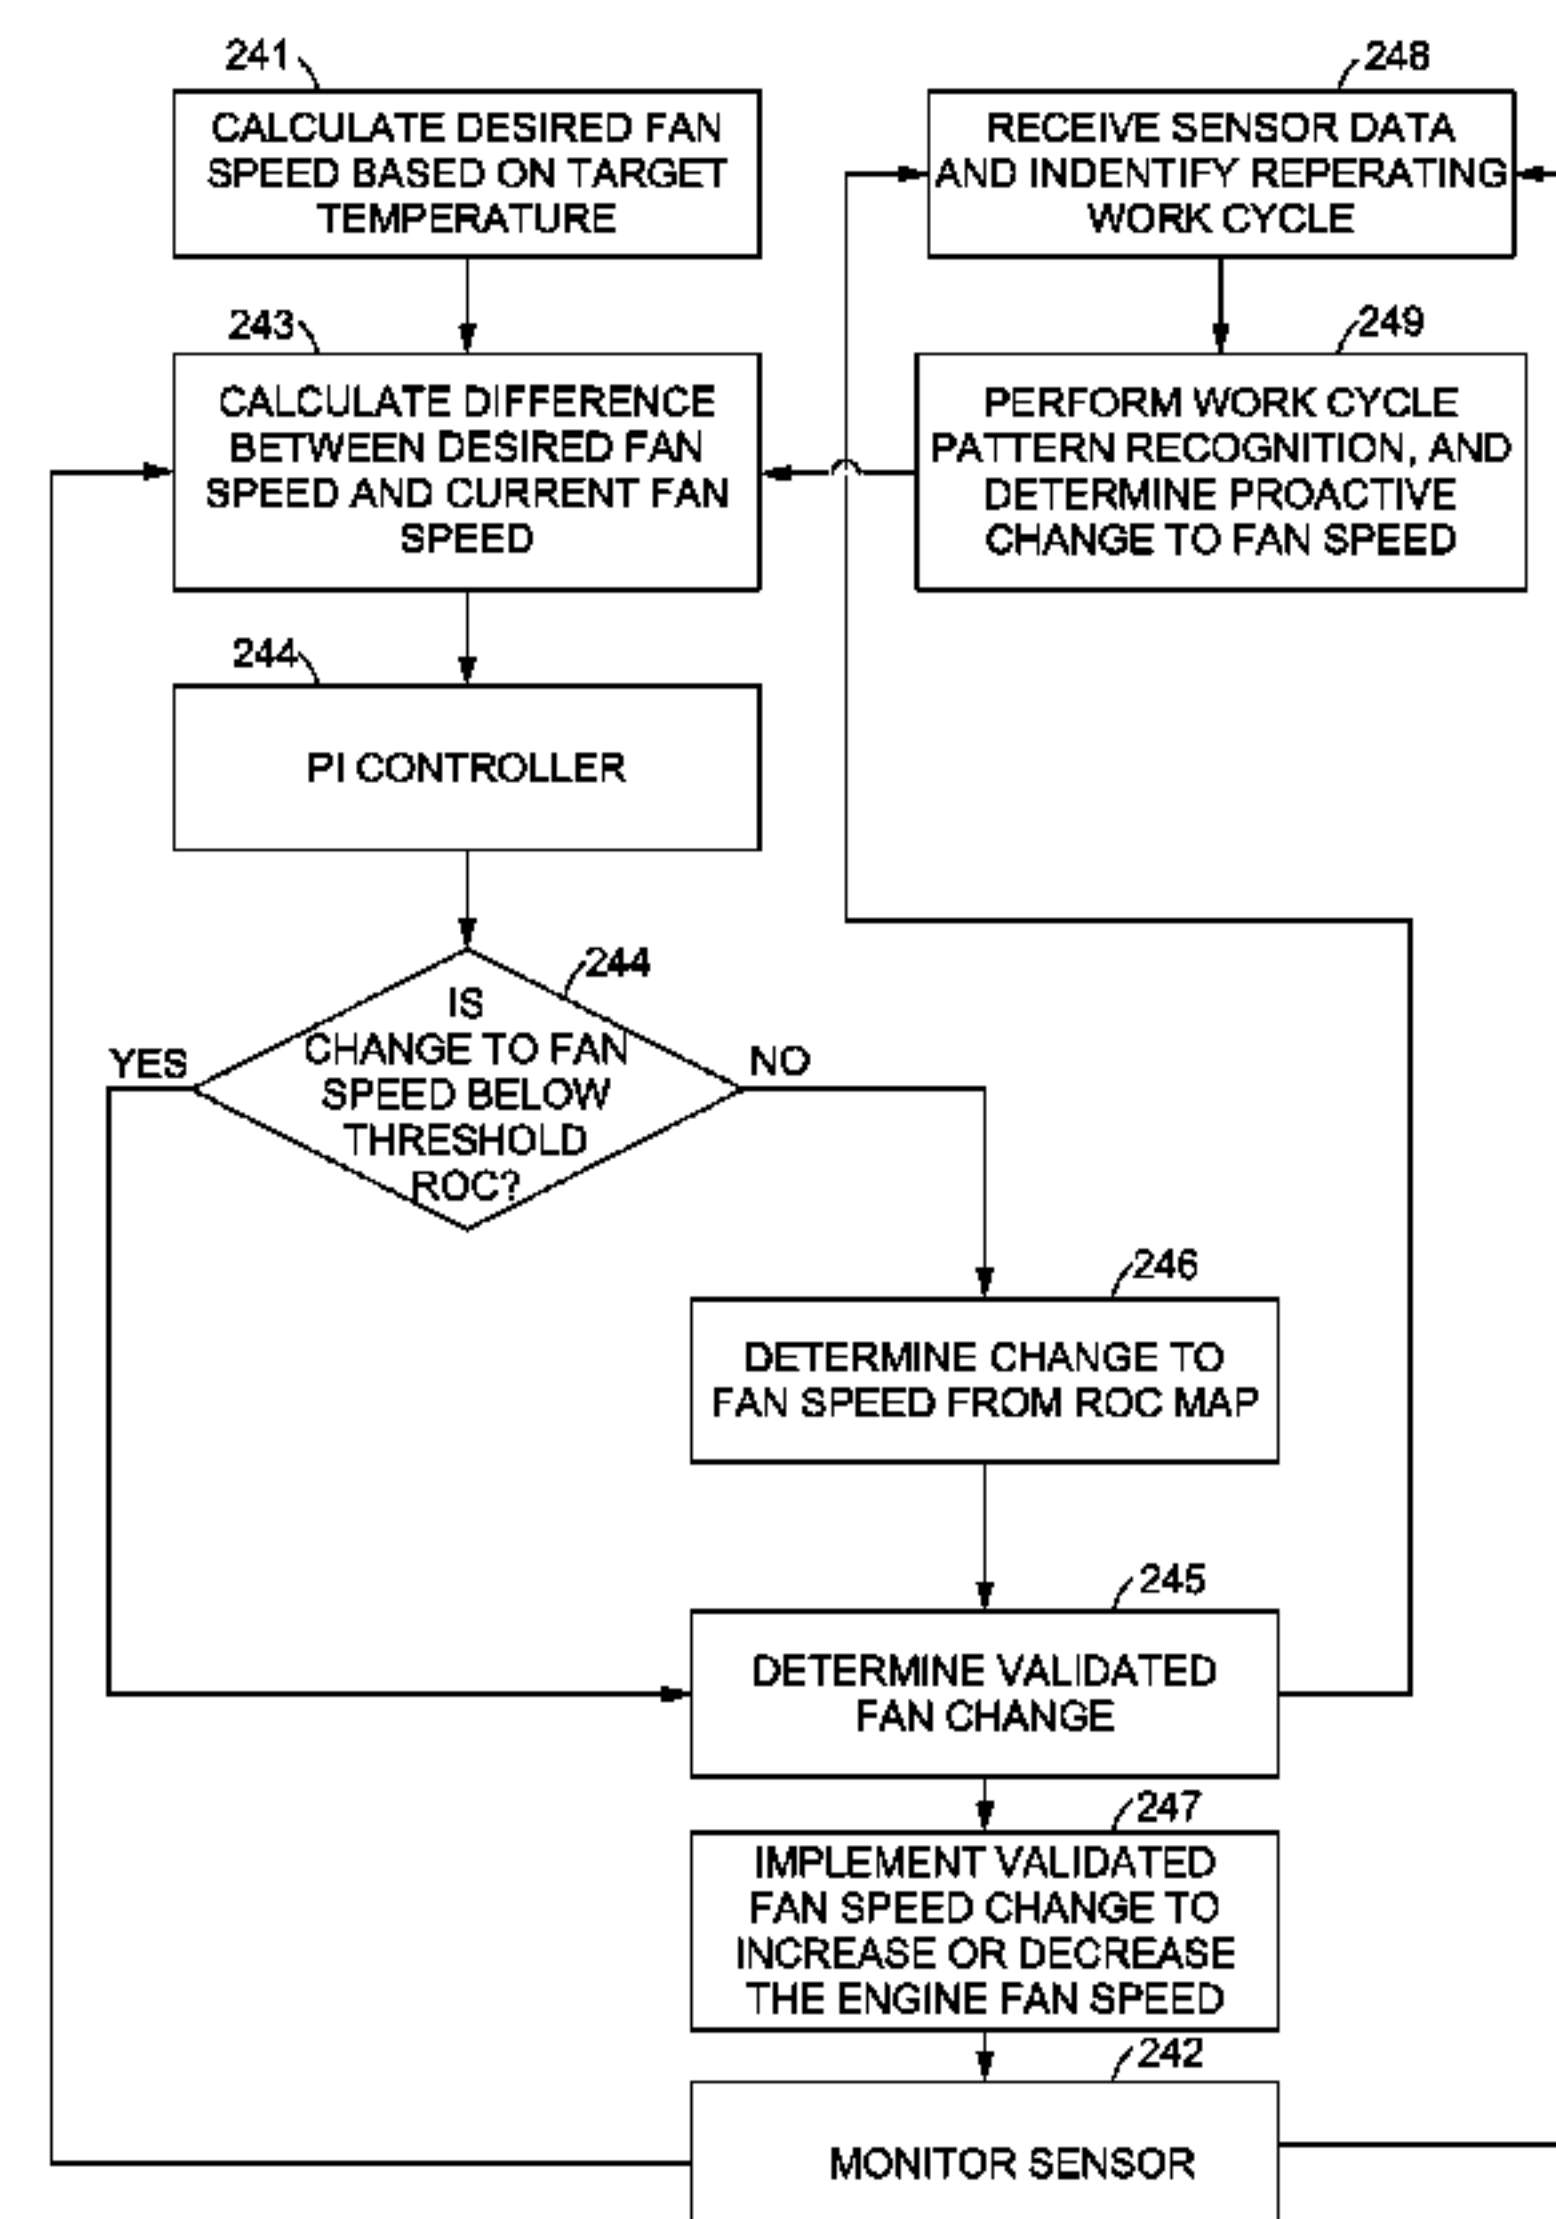 241
CALCULATE DESIRED FAN
SPEED BASED ON TARGET
TEMPERATURE
248
RECEIVE SENSOR DATA
AND INDENTIFY REPERATING
WORK CYCLE
243
CALCULATE DIFFERENCE
BETWEEN DESIRED FAN
SPEED AND CURRENT FAN
SPEED
249
PERFORM WORK CYCLE
PATTERN RECOGNITION, AND
DETERMINE PROACTIVE
CHANGE TO FAN SPEED
244
PI CONTROLLER
244
IS
CHANGE TO FAN
SPEED BELOW
THRESHOLD
ROC?
YES
NO
246
DETERMINE CHANGE TO
FAN SPEED FROM ROC MAP
245
DETERMINE VALIDATED
FAN CHANGE
247
IMPLEMENT VALIDATED
FAN SPEED CHANGE TO
INCREASE OR DECREASE
THE ENGINE FAN SPEED
242
MONITOR SENSOR